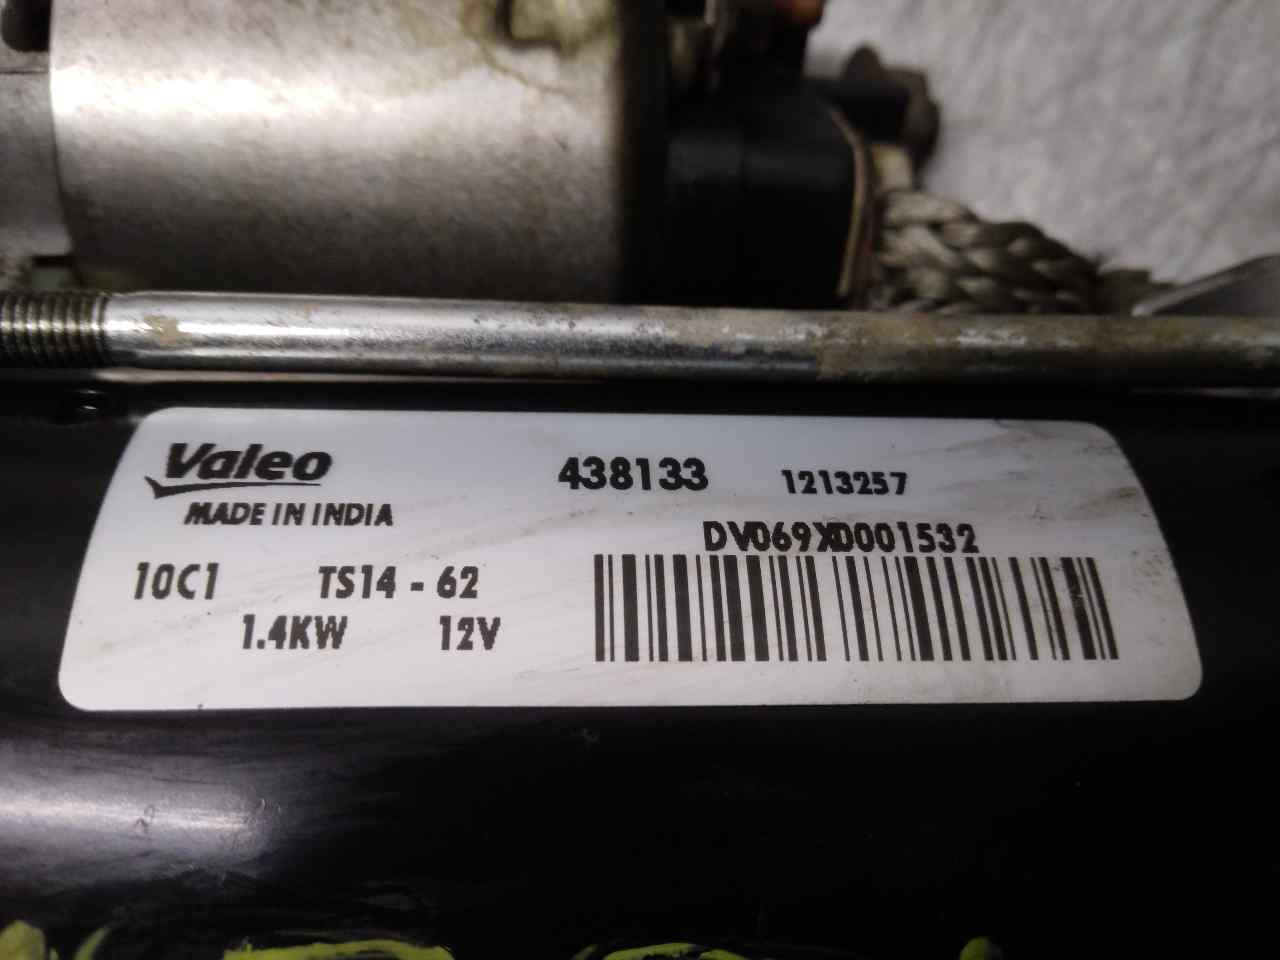 Valeo
438133 1213257
MADE IN INDIA
DV069XD001532
10C1 TS14 - 62
1.4KW 12V